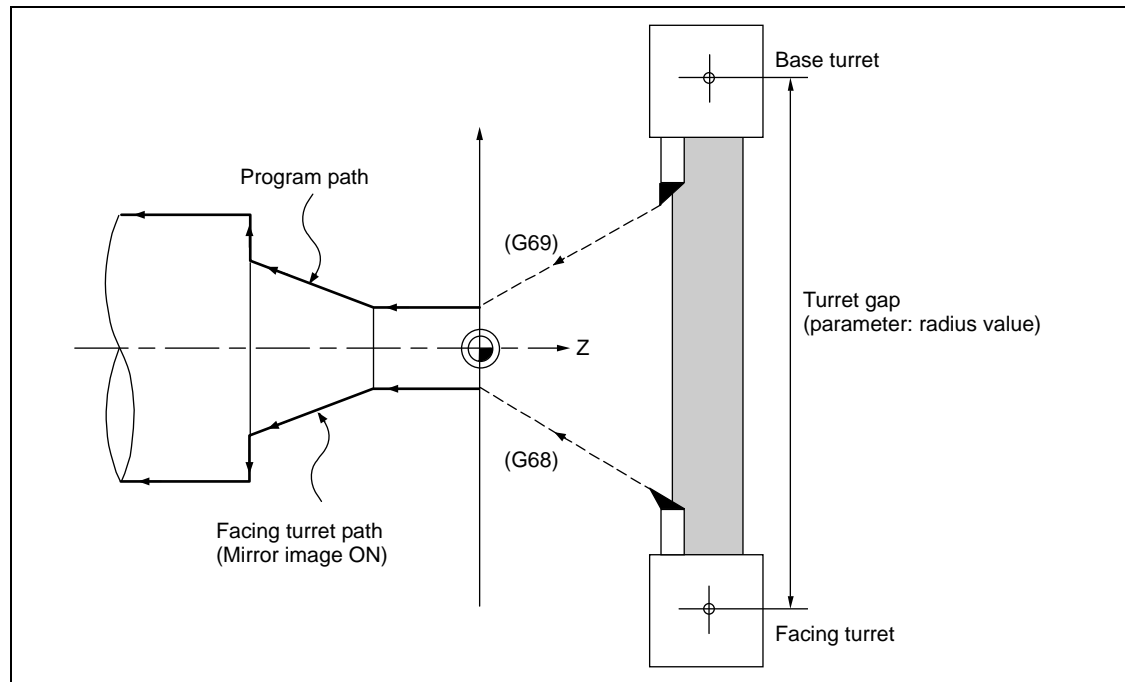 Base turret
Program path
(G69)
Turret gap
(parameter: radius value)
Z
(G68)
Facing turret path
(Mirror image ON)
Facing turret